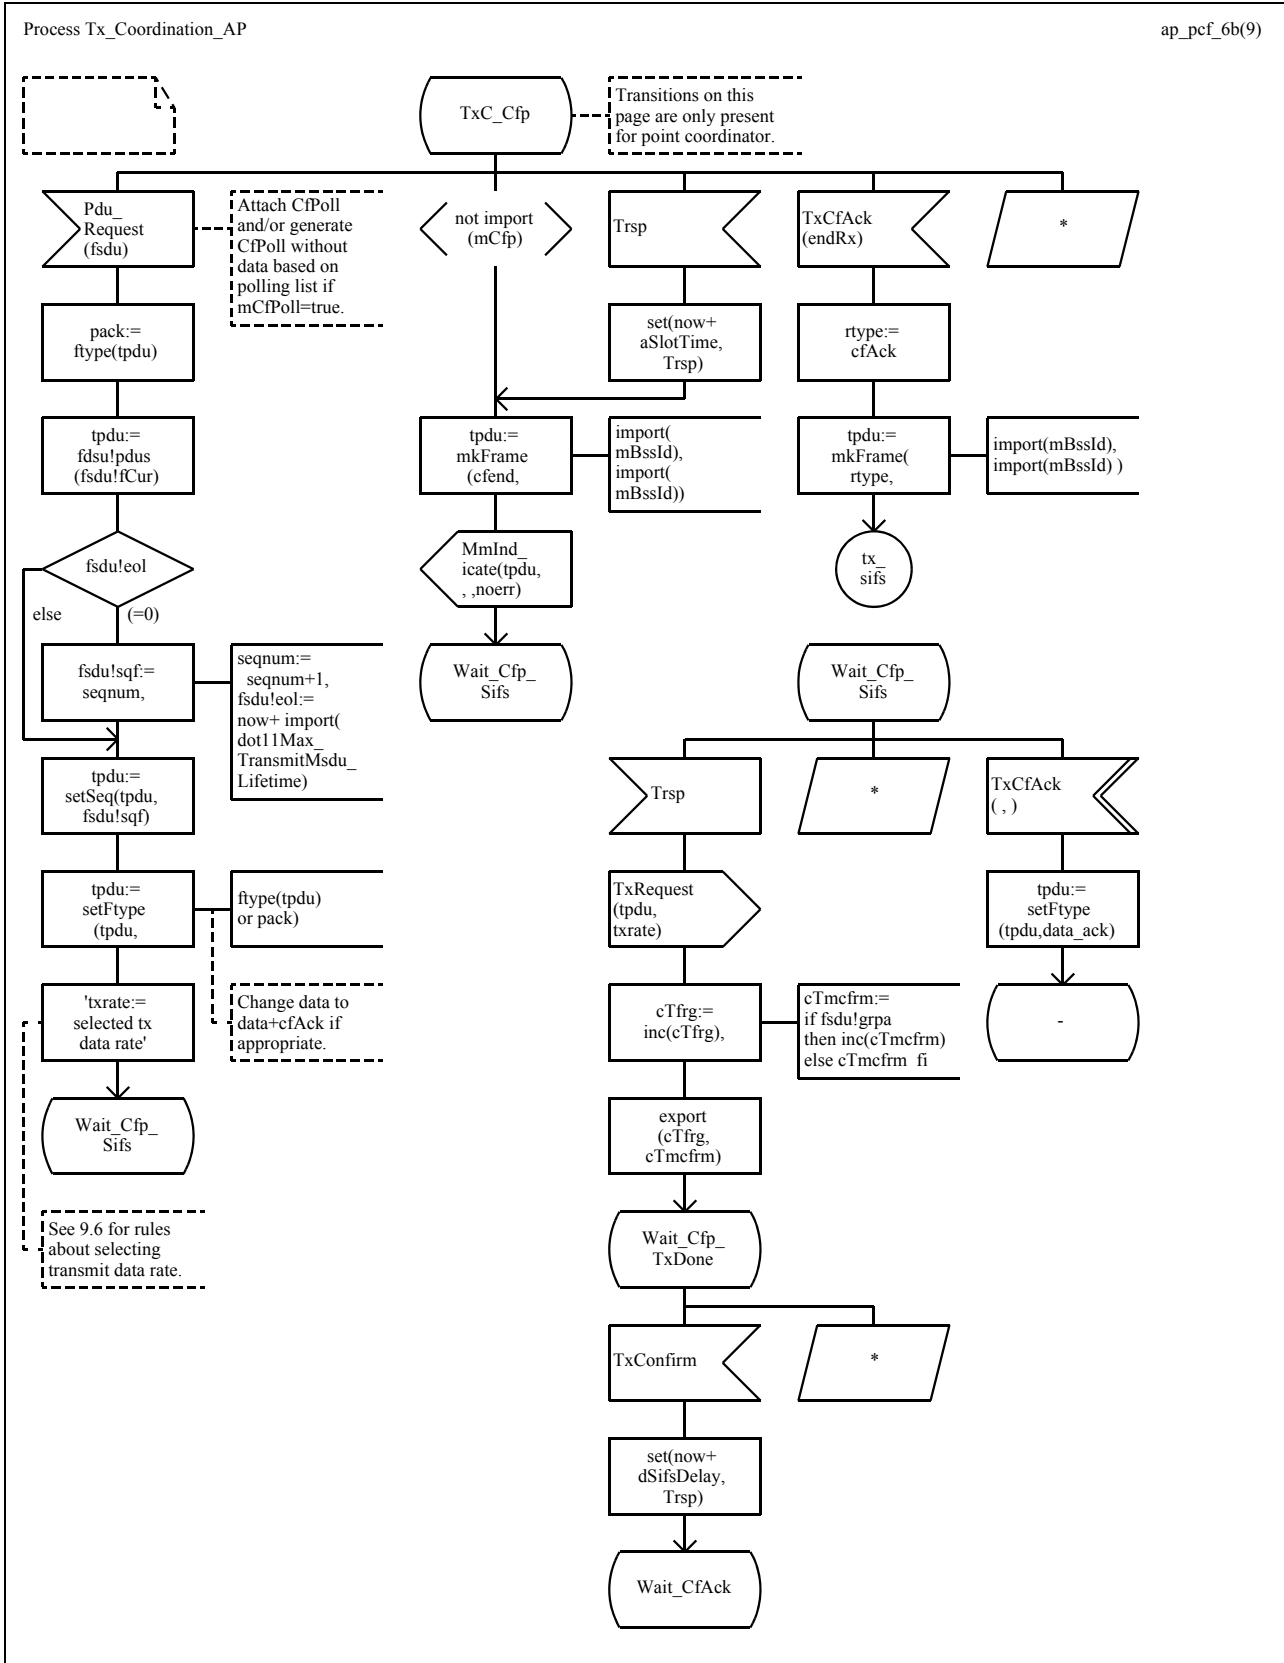 Process Tx_Coordination_AP
ap_pcf_6b(9)
TxC_Cfp
Transitions on this
page are only present
for point coordinator.
Pdu_
Request
(fsdu)
Attach CfPoll
and/or generate
CfPoll without
data based on
polling list if
mCfPoll=true.
not import
(mCfp)
Trsp
TxCfAck
(endRx)
*
pack:=
ftype(tpdu)
set(now+
aSlotTime,
Trsp)
rtype:=
cfAck
tpdu:=
fdsu!pdus
(fsdu!fCur)
tpdu:=
mkFrame
(cfend,
import(
mBssId),
import(
mBssId))
tpdu:=
mkFrame(
rtype,
import(mBssId),
import(mBssId) )
fsdu!eol
else
(=0)
MmInd_
icate(tpdu,
, ,noerr)
tx_
sifs
fsdu!sqf:=
seqnum,
seqnum:=
seqnum+1,
fsdu!eol:=
now+ import(
dot11Max_
TransmitMsdu_
Lifetime)
Wait_Cfp_
Sifs
Wait_Cfp_
Sifs
tpdu:=
setSeq(tpdu,
fsdu!sqf)
Trsp
*
TxCfAck
( , )
tpdu:=
setFtype
(tpdu,
ftype(tpdu)
or pack)
TxRequest
(tpdu,
txrate)
tpdu:=
setFtype
(tpdu,data_ack)
'txrate:=
selected tx
data rate'
Change data to
data+cfAck if
appropriate.
cTfrg:=
inc(cTfrg),
cTmcfrm:=
if fsdu!grpa
then inc(cTmcfrm)
else cTmcfrm fi
-
Wait_Cfp_
Sifs
export
(cTfrg,
cTmcfrm)
See 9.6 for rules
about selecting
transmit data rate.
Wait_Cfp_
TxDone
TxConfirm
*
set(now+
dSifsDelay,
Trsp)
Wait_CfAck